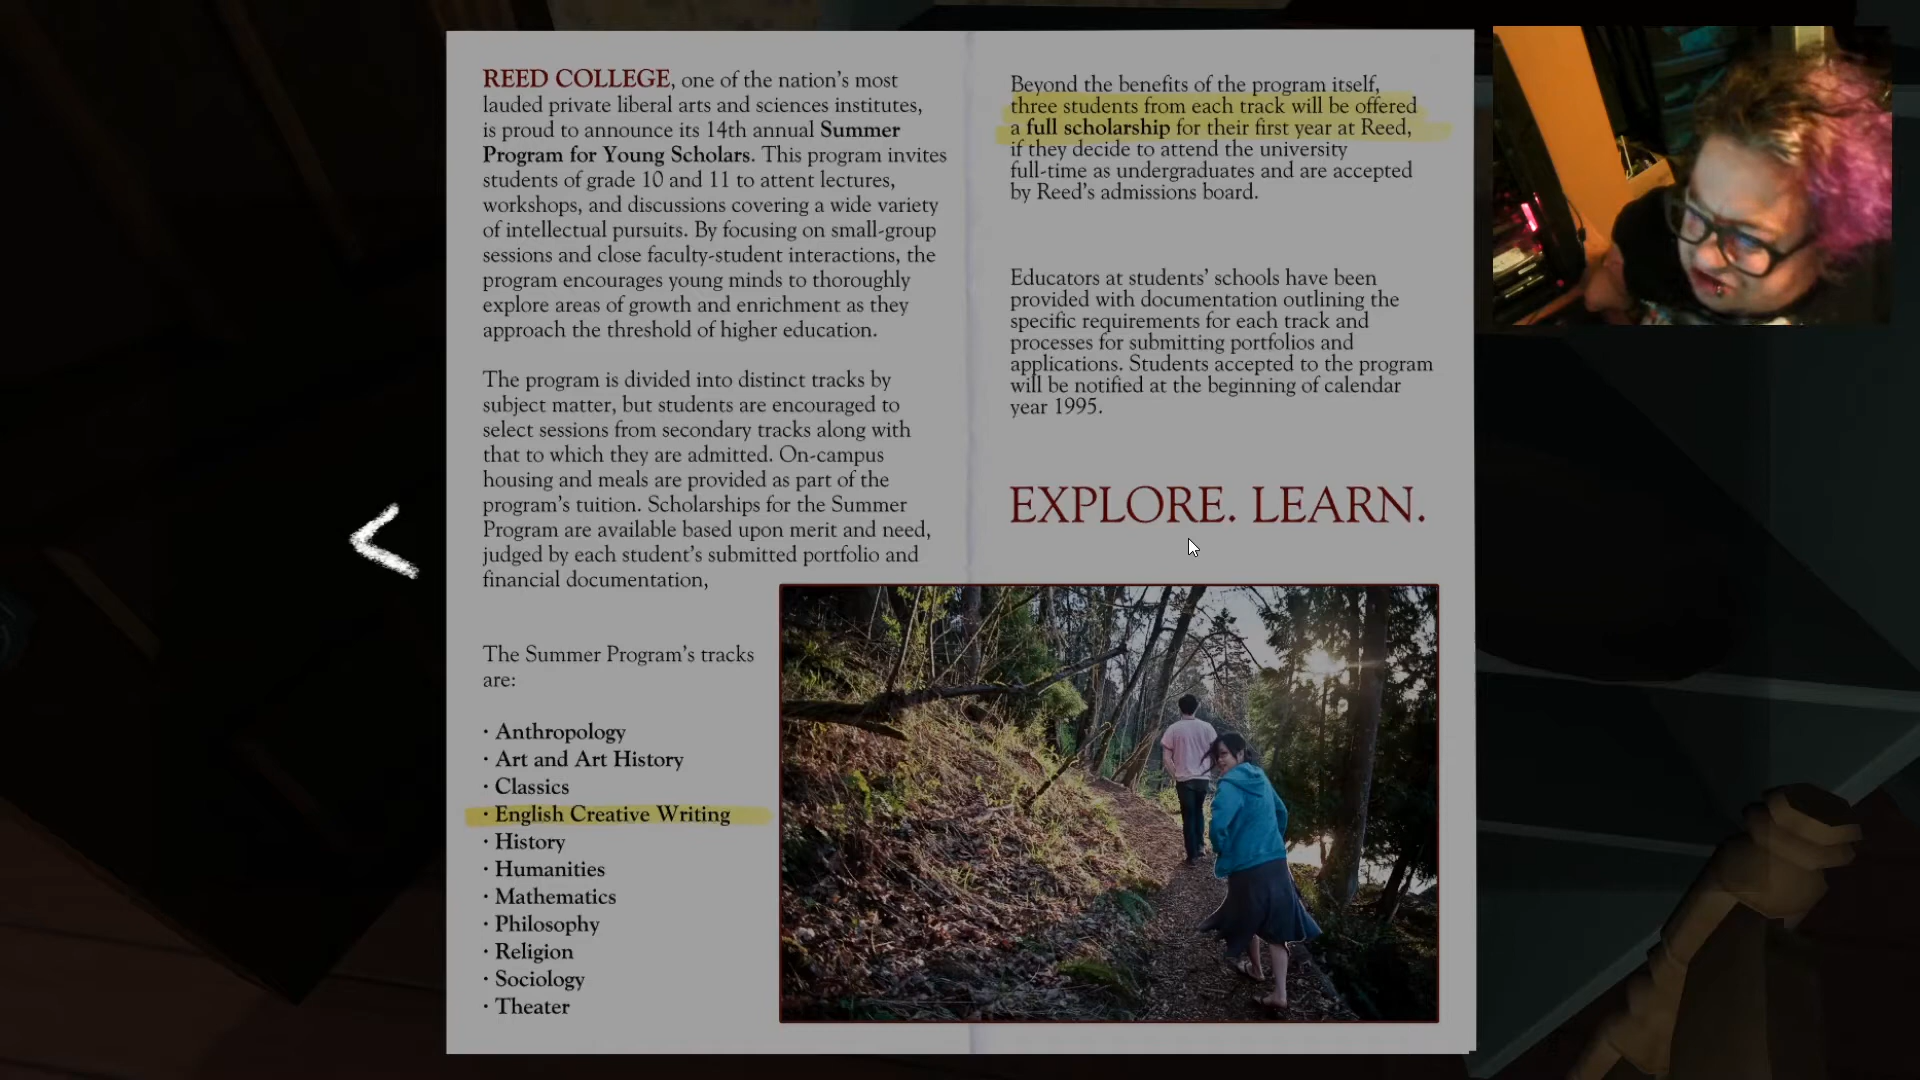 REED COLLEGE, one of the nation's most
lauded private liberal arts and sciences institutes,
is proud to announce its 14th annual Summer
Program for Young Scholars. This program invites
students of grade 10 and 11 to attent lectures,
workshops, and discussions covering a wide variety
of intellectual pursuits. By focusing on small-group
sessions and close faculty-student interactions, the
program encourages young minds to thoroughly
explore areas of growth and enrichment as they
approach the threshold of higher education.
The program is divided into distinct tracks by
subject matter, but students are encouraged to
select sessions from secondary tracks along with
that to which they are admitted. On-campus
housing and meals are provided as part of the
program's tuition. Scholarships for the Summer
Program are available based upon merit and need,
judged by each student's submitted portfolio and
financial documentation,
The Summer Program's tracks
are:
· Anthropology
· Art and Art History
· Classics
· English Creative Writing
· History
· Humanities
· Mathematics
· Philosophy
· Religion
· Sociology
· Theater
Beyond the benefits of the program itself,
three students from each track will be offered
a full scholarship for their first year at Reed,
if they decide to attend the university
full-time as undergraduates and are accepted
by Reed's admissions board.
Educators at students' schools have been
provided with documentation outlining the
specific requirements for each track and
processes for submitting portfolios and
applications. Students accepted to the program
will be notified at the beginning of calendar
year 1995.
EXPLORE. LEARN.